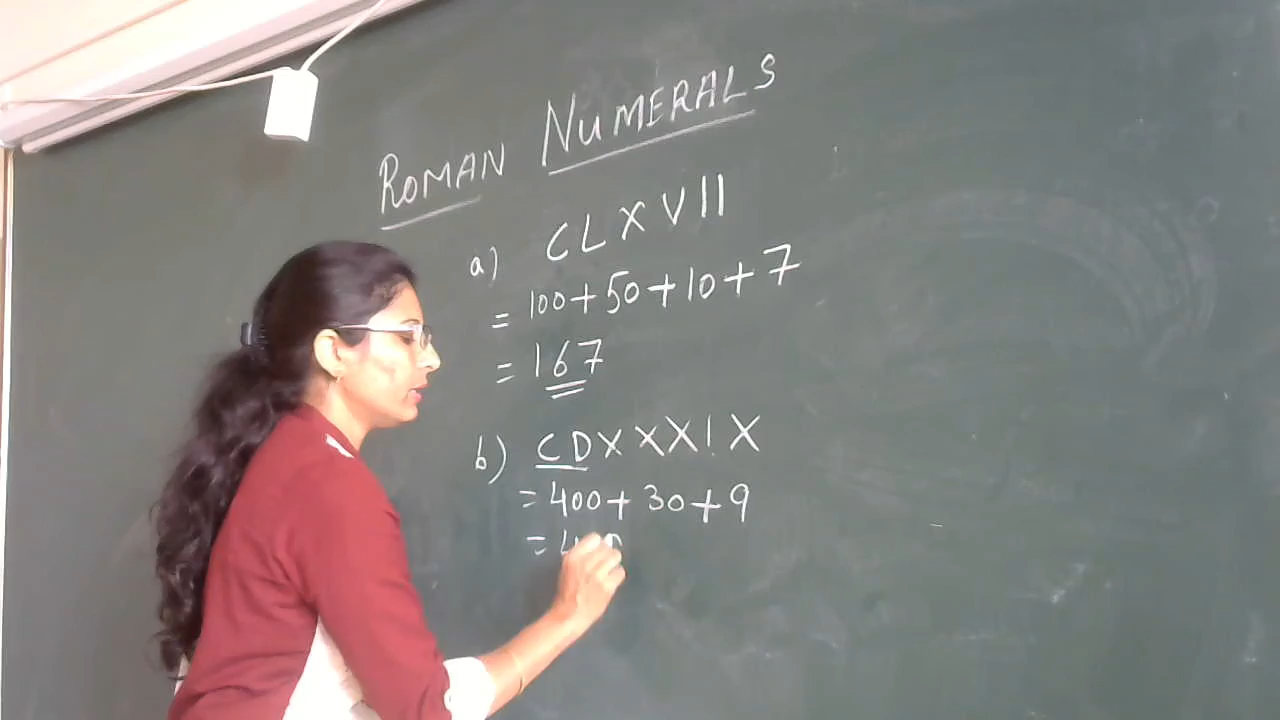 ROMAN NUMERALS
a) CLXVII
= 100+50+10+7
= 167
b) CDXXXIX
= 400+30+9
=